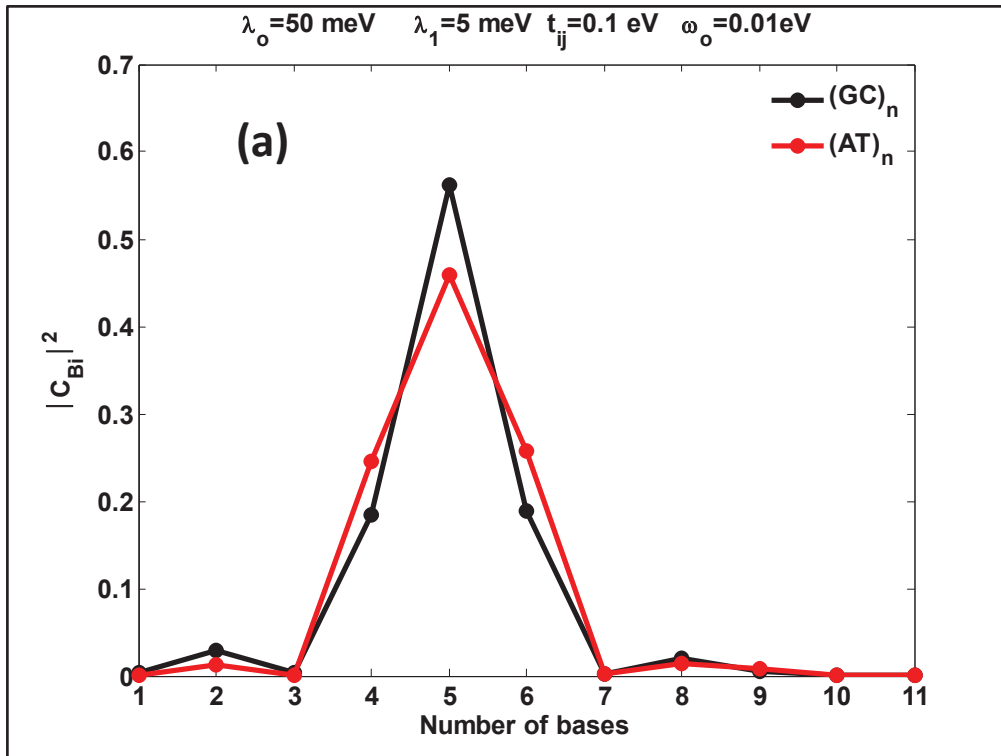 λo=50 meV λ1=5 meV tij=0.1 eV ωo=0.01eV
0.7
0.6
0.5
0.4
0.3
0.2
0.1
0
(a)
(GC)n
(AT)n
|CBi|2
1 2 3 4 5 6 7 8 9 10 11
Number of bases